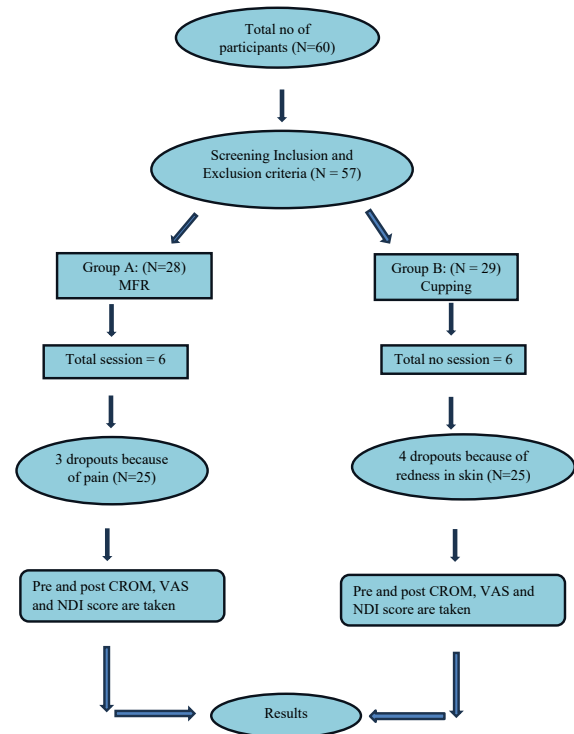 Total no of
participants (N=60)
Screening Inclusion and
Exclusion criteria (N = 57)
Group A: (N=28)
MFR
Group B: (N = 29)
Cupping
Total session = 6
Total no session = 6
3 dropouts because
of pain (N=25)
4 dropouts because of
redness in skin (N=25)
Pre and post CROM, VAS
and NDI score are taken
Pre and post CROM, VAS and
NDI score are taken
Results